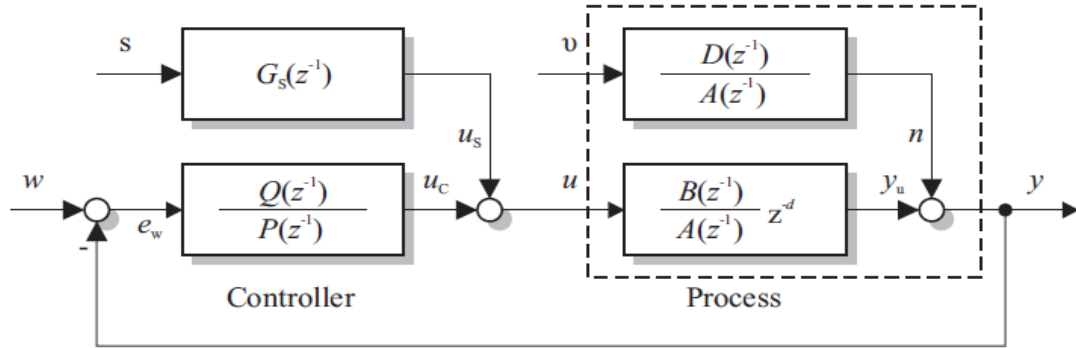 s
G_S(z^{-1})
υ
D(z^{-1})
A(z^{-1})
u_S
n
w
Q(z^{-1})
P(z^{-1})
u_C
u
B(z^{-1})
A(z^{-1})
z^{-d}
y_u
y
e_w
-
Controller
Process